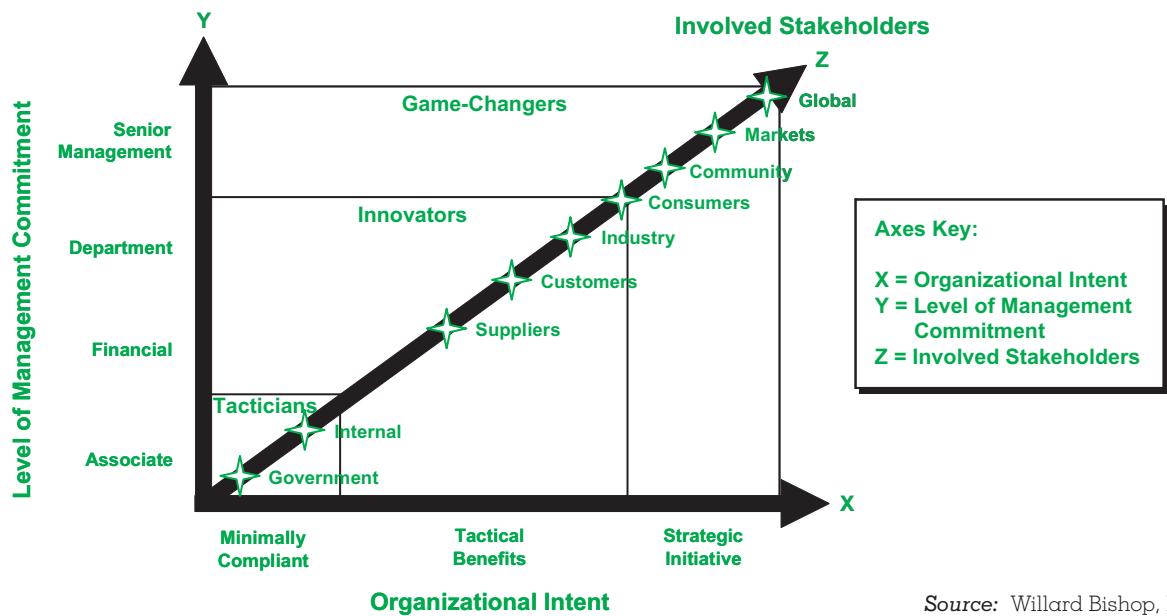 Involved Stakeholders
Y
Z
Game-Changers
Global
Senior
Management
Markets
Community
Consumers
Innovators
Industry
Department
Customers
Suppliers
Financial
Tacticians
Internal
Associate
Government
X
Minimally
Compliant
Tactical
Benefits
Strategic
Initiative
Level of Management Commitment
Organizational Intent
Axes Key:
X = Organizational Intent
Y = Level of Management
Commitment
Z = Involved Stakeholders
Source: Willard Bishop,